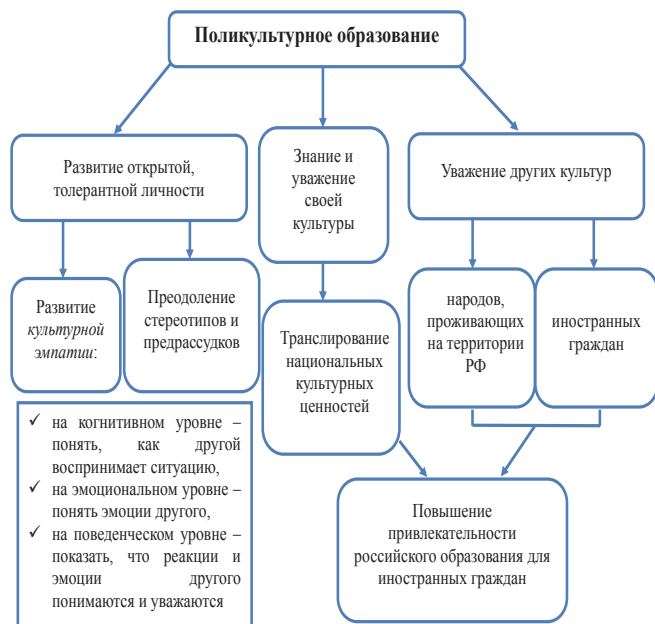 Поликультурное образование
Развитие открытой,
толерантной личности
Знание и
уважение
своей
культуры
Уважение других культур
Развитие
культурной
эмпатии:
Преодоление
стереотипов и
предрассудков
Транслирование
национальных
культурных
ценностей
народов,
проживающих
на территории
РФ
иностранных
граждан
✓ на когнитивном уровне –
понять, как другой
воспринимает ситуацию,
✓ на эмоциональном уровне –
понять эмоции другого,
✓ на поведенческом уровне –
показать, что реакции и
эмоции другого
понимаются и уважаются
Повышение
привлекательности
российского образования для
иностранных граждан